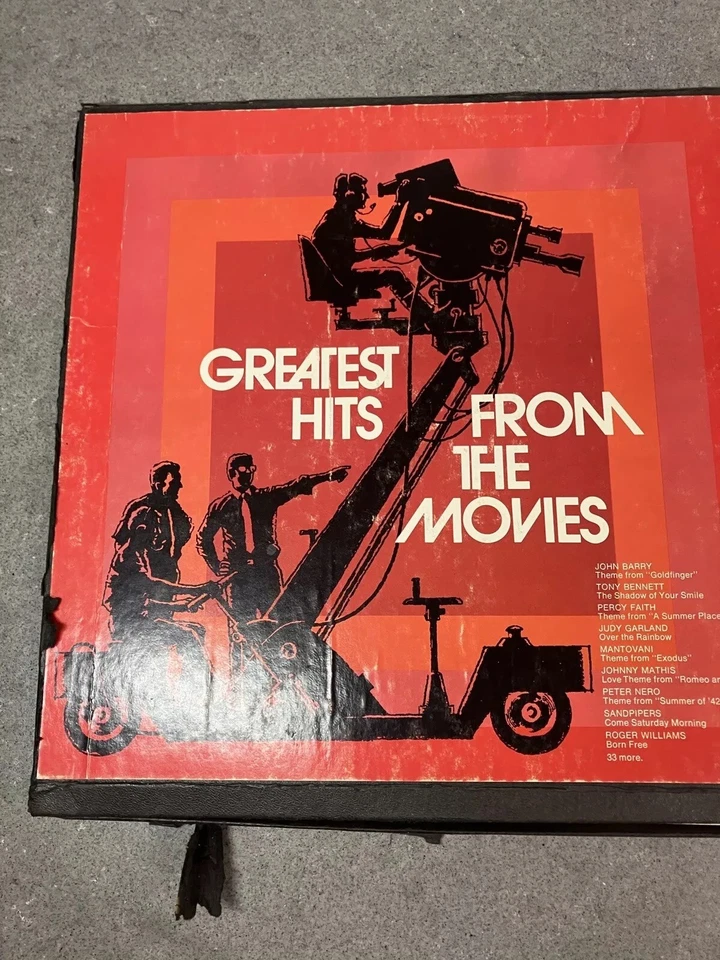 GREATEST
HITS
FROM
THE
MOVIES
JOHN BARRY
Theme from "Goldfinger"
TONY BENNETT
The Shadow of Your Smile
PERCY FAITH
Theme from "A Summer Place
JUDY GARLAND
Over the Rainbow
MANTOVANI
Theme from "Exodus"
JOHNNY MATHIS
Love Theme from "Romeo an
PETER NERO
Theme from "Summer of '42
SANDPIPERS
Come Saturday Morning
ROGER WILLIAMS
Born Free
33 more.